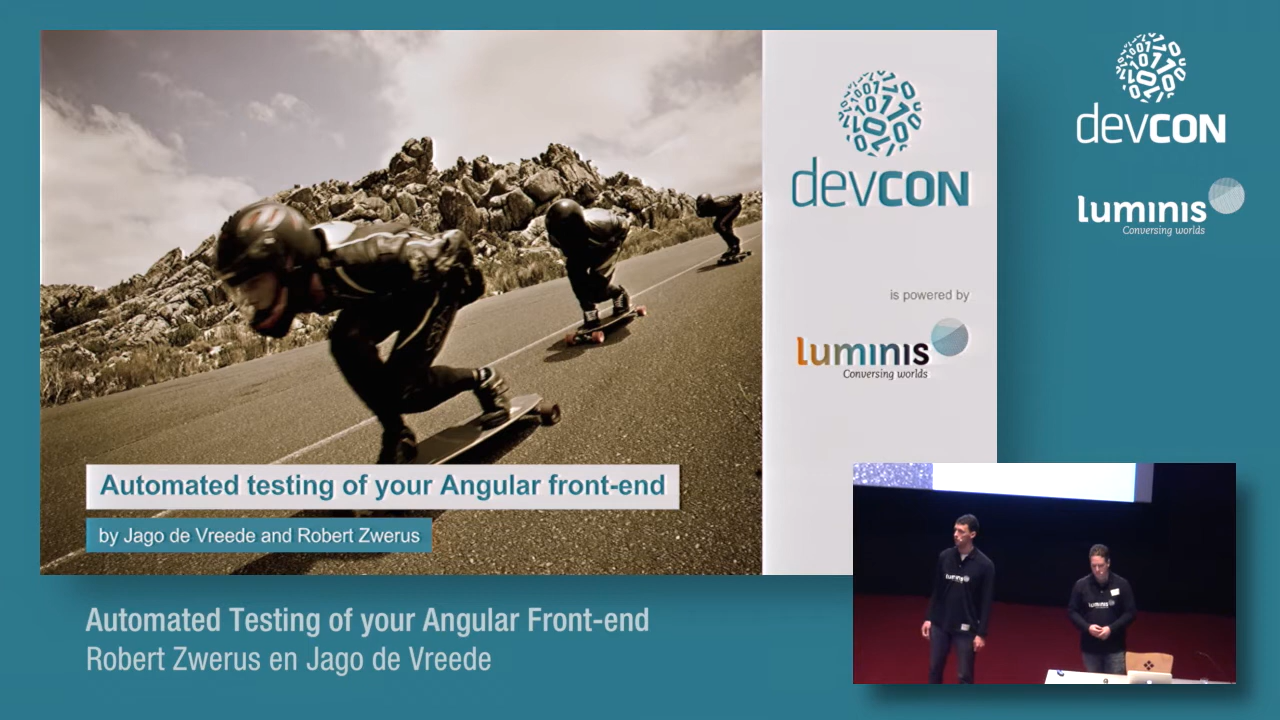 devcon
is powered by
luminis
Conversing worlds
Automated testing of your Angular front-end
by Jago de Vreede and Robert Zwerus
devcon
luminis
Conversing worlds
luminis
luminis
Automated Testing of your Angular Front-end
Robert Zwerus en Jago de Vreede